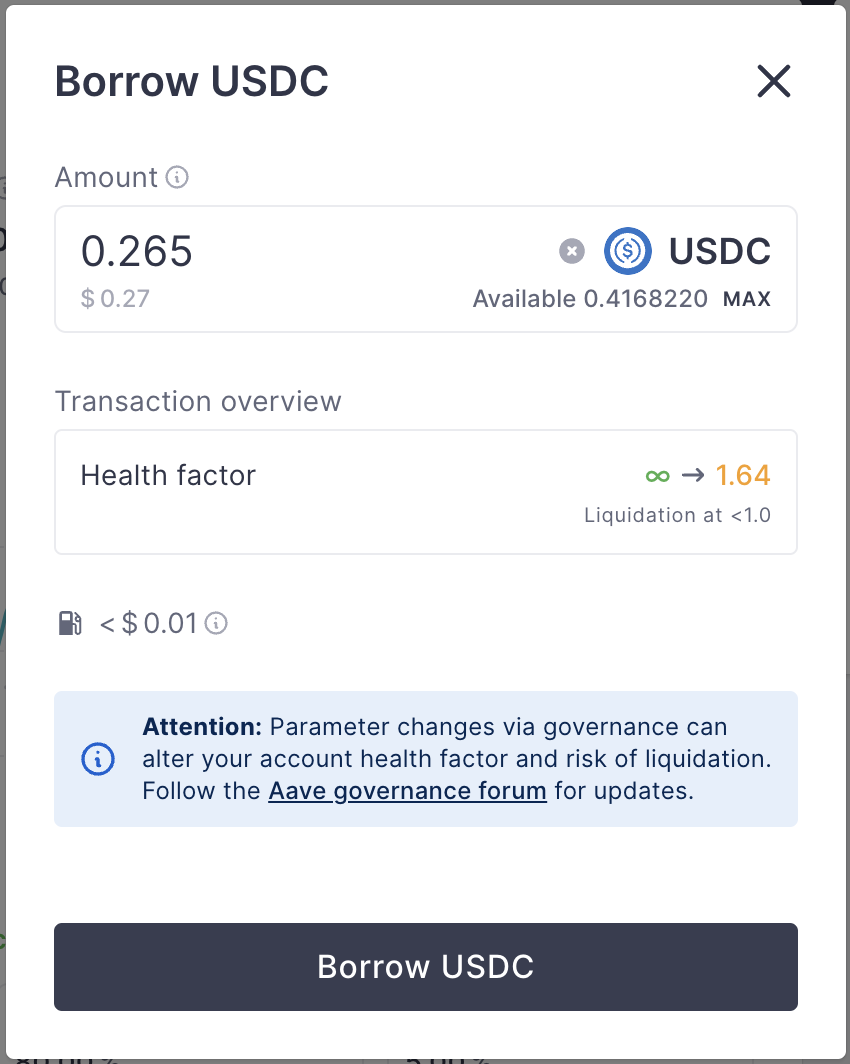 Borrow USDC
Amount
0.265 USDC
$ 0.27 Available 0.4168220 MAX
Transaction overview
Health factor ∞ → 1.64
Liquidation at <1.0
< $ 0.01
Attention: Parameter changes via governance can
alter your account health factor and risk of liquidation.
Follow the Aave governance forum for updates.
Borrow USDC